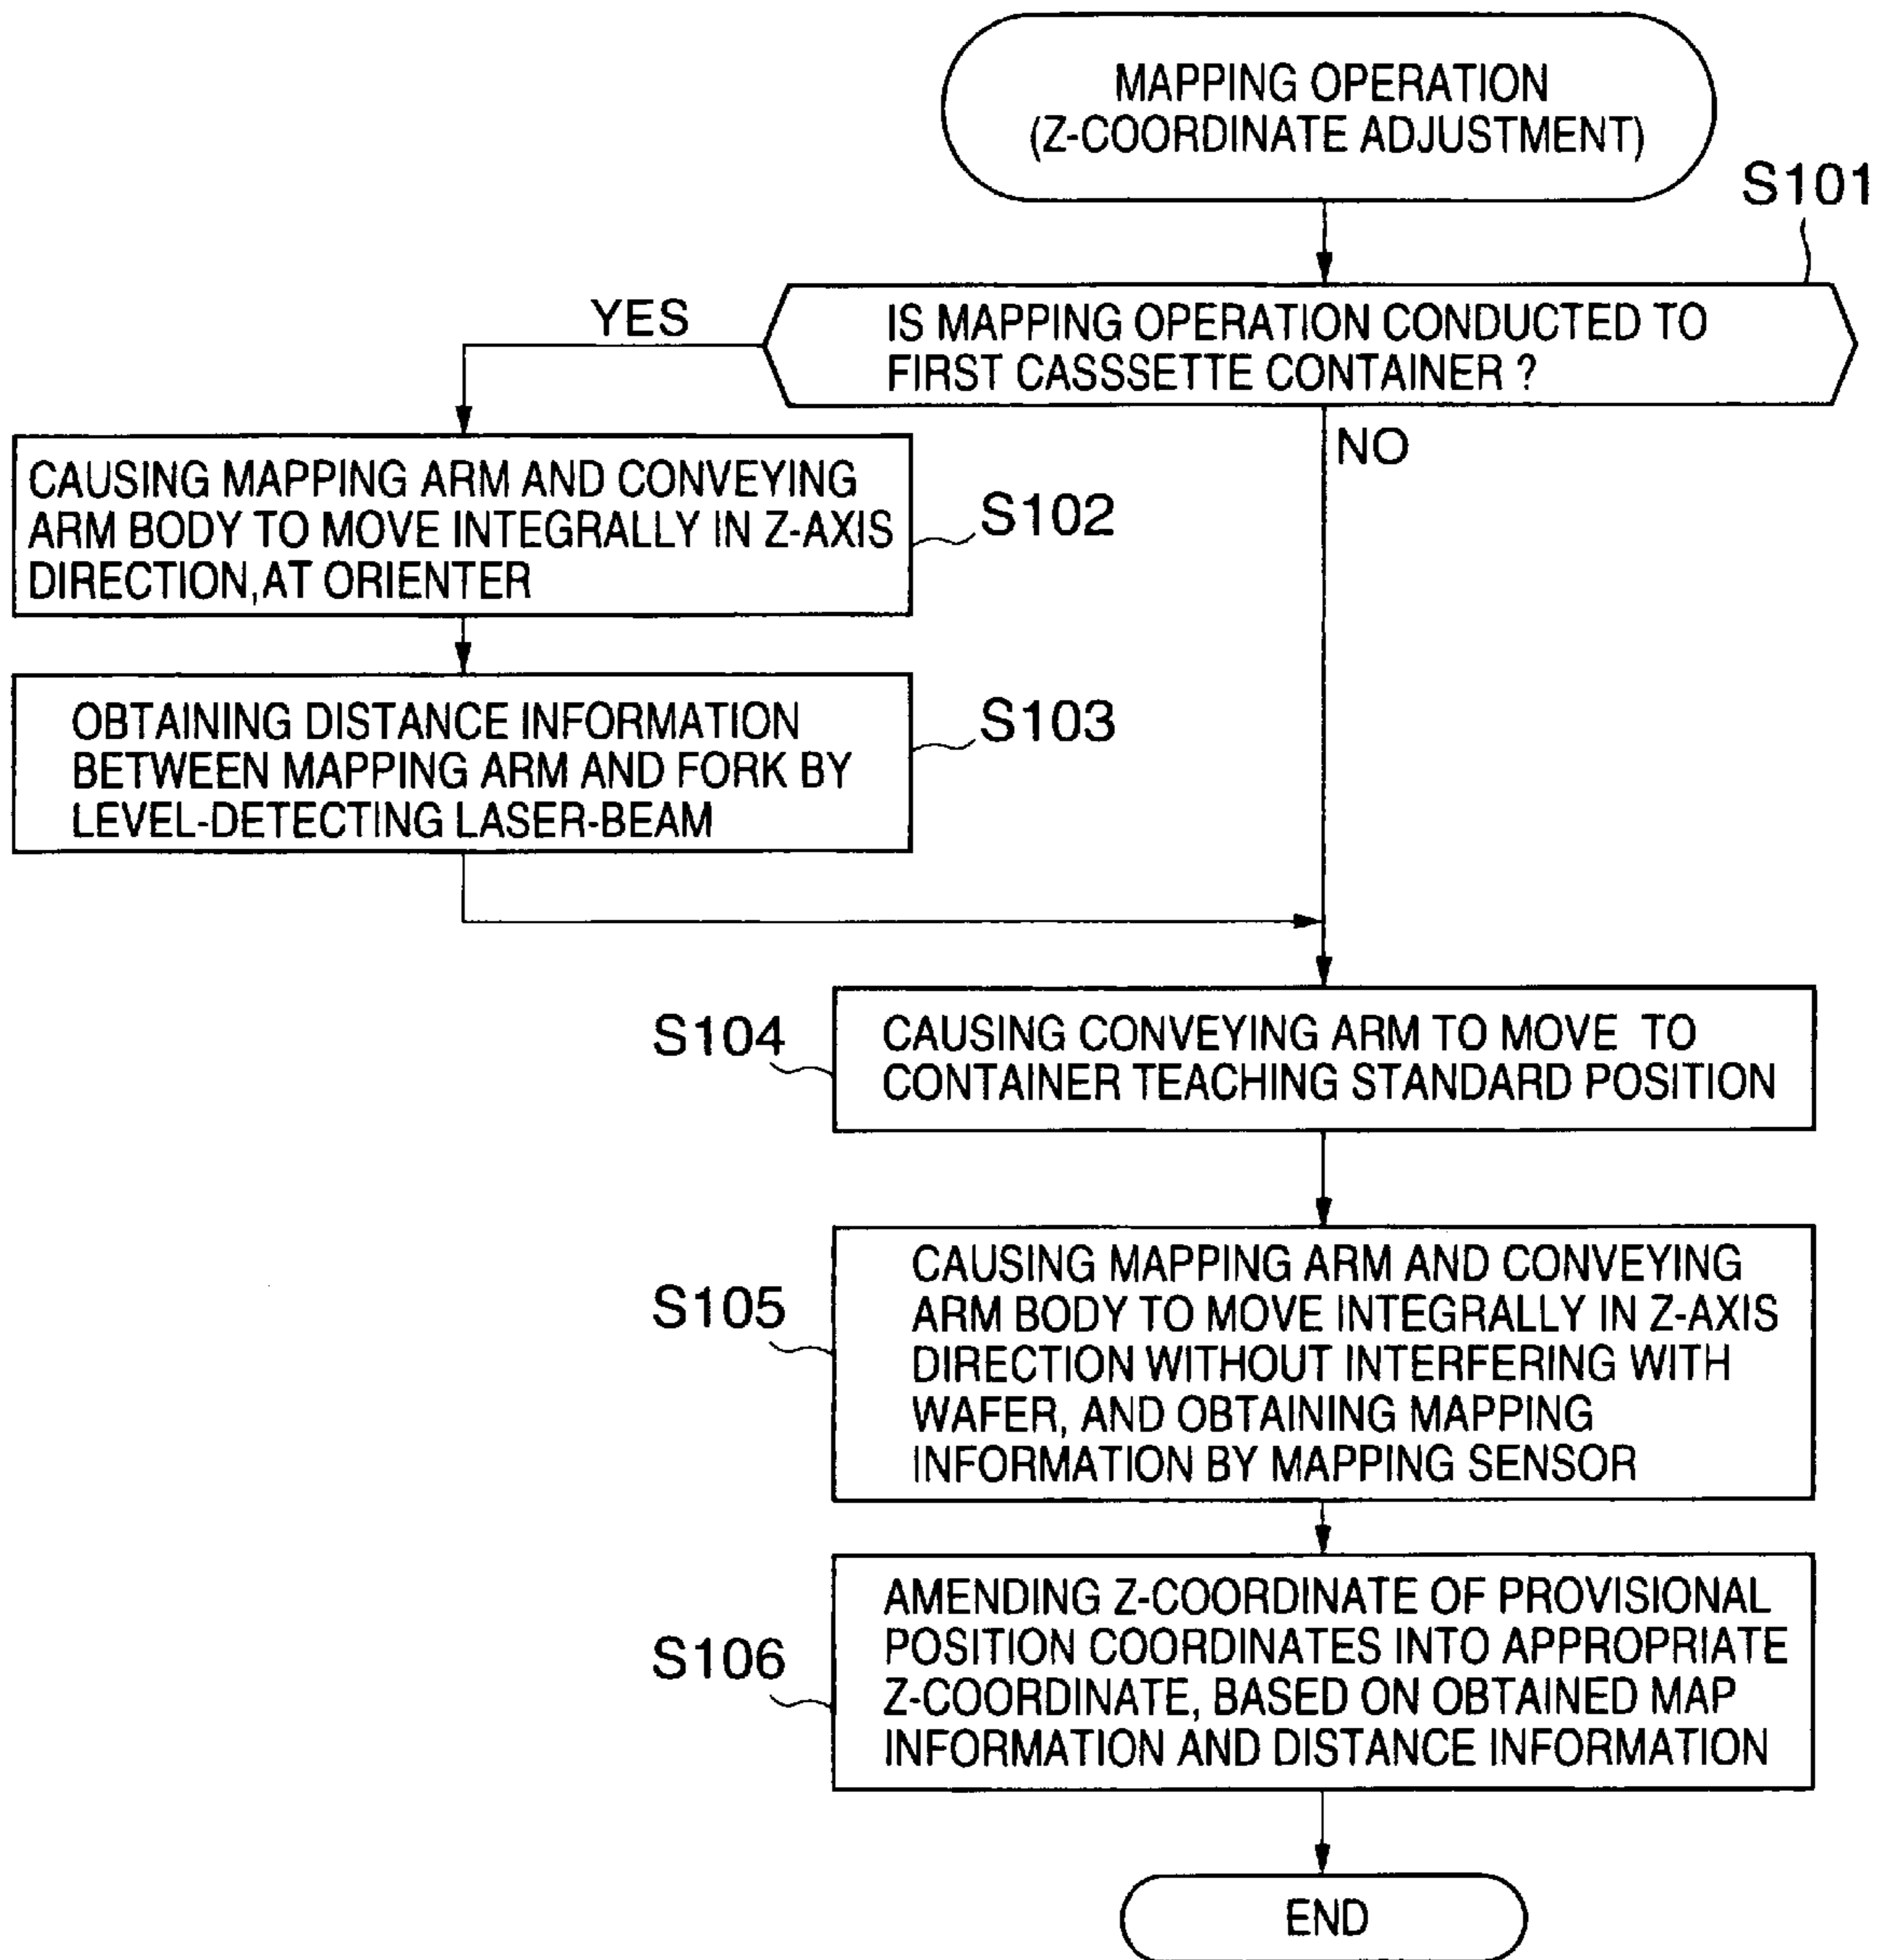 MAPPING OPERATION
(Z-COORDINATE ADJUSTMENT)
S101
IS MAPPING OPERATION CONDUCTED TO
FIRST CASSSETTE CONTAINER ?
YES
NO
CAUSING MAPPING ARM AND CONVEYING
ARM BODY TO MOVE INTEGRALLY IN Z-AXIS
DIRECTION, AT ORIENTER
S102
OBTAINING DISTANCE INFORMATION
BETWEEN MAPPING ARM AND FORK BY
LEVEL-DETECTING LASER-BEAM
S103
S104
CAUSING CONVEYING ARM TO MOVE TO
CONTAINER TEACHING STANDARD POSITION
S105
CAUSING MAPPING ARM AND CONVEYING
ARM BODY TO MOVE INTEGRALLY IN Z-AXIS
DIRECTION WITHOUT INTERFERING WITH
WAFER, AND OBTAINING MAPPING
INFORMATION BY MAPPING SENSOR
S106
AMENDING Z-COORDINATE OF PROVISIONAL
POSITION COORDINATES INTO APPROPRIATE
Z-COORDINATE, BASED ON OBTAINED MAP
INFORMATION AND DISTANCE INFORMATION
END